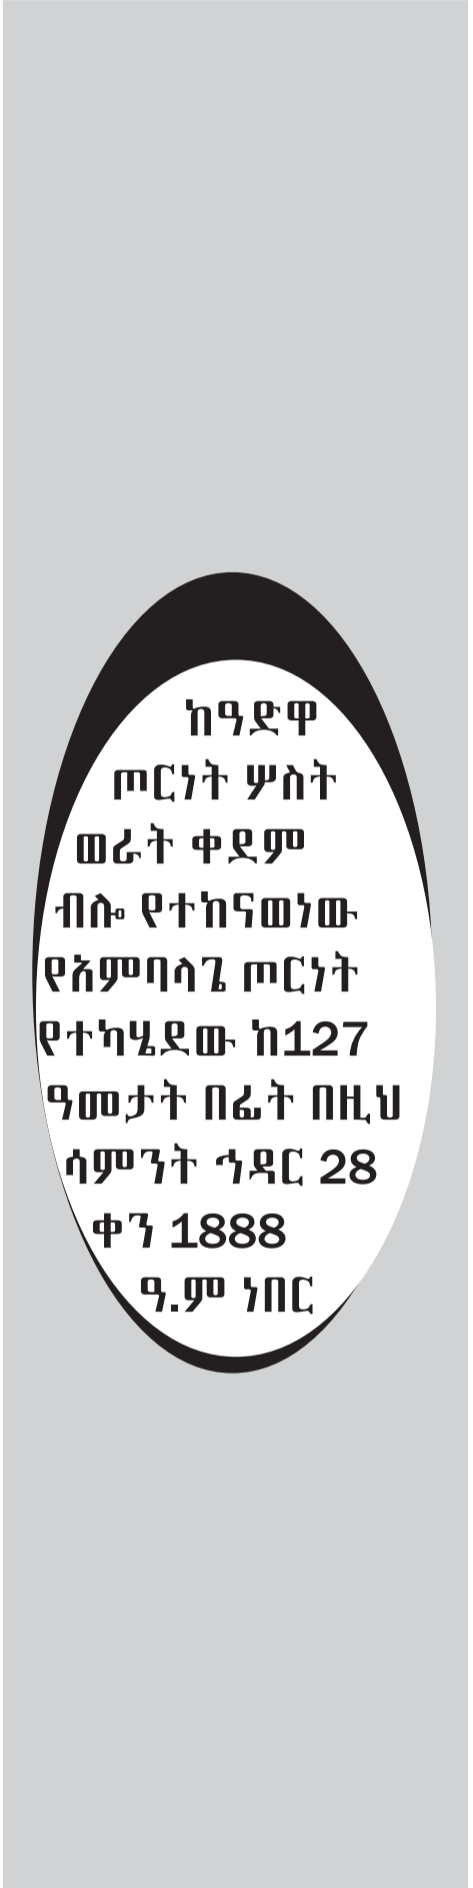 ከዓድዋ
ጦርነት ሦስት
ወራት ቀደም
ብሎ የተከናወነው
የአምባላጌ ጦርነት
የተካሄደው ከ127
ዓመታት በፊት በዚህ
ሳምንት ኅዳር 28
ቀን 1888
ዓ.ም ነበር